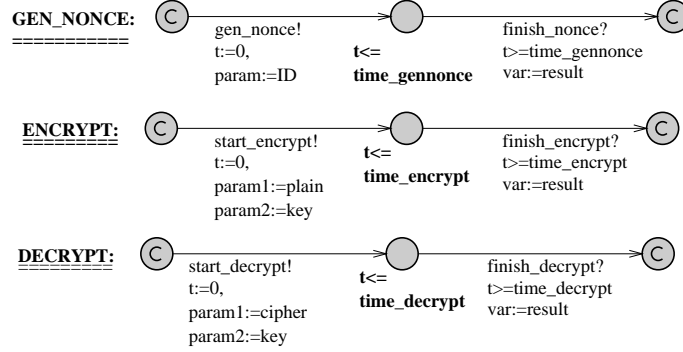 GEN_NONCE:
===========
C
gen_nonce!
t:=0,
param:=ID
t<=
time_gennonce
finish_nonce?
t>=time_gennonce
var:=result
C
ENCRYPT:
=========
C
start_encrypt!
t:=0,
param1:=plain
param2:=key
t<=
time_encrypt
finish_encrypt?
t>=time_encrypt
var:=result
C
DECRYPT:
=========
C
start_decrypt!
t:=0,
param1:=cipher
param2:=key
t<=
time_decrypt
finish_decrypt?
t>=time_decrypt
var:=result
C